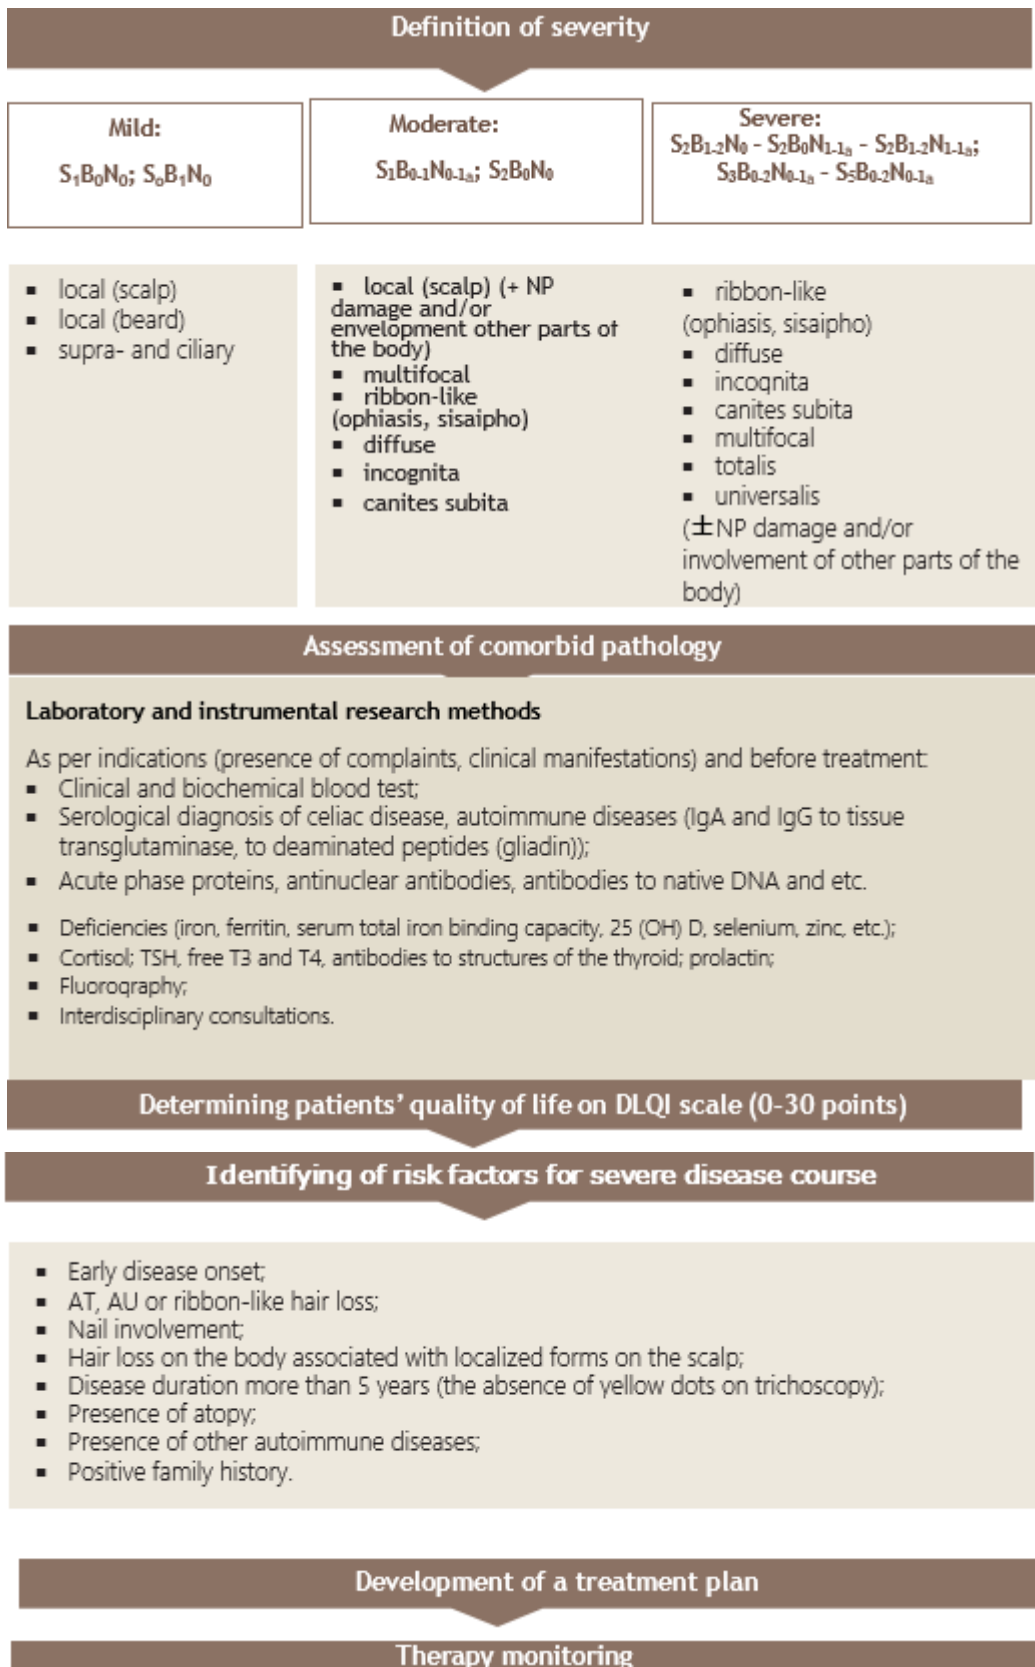 Definition of severity
Mild:
S₁B₀N₀; SₒB₁N₀
Moderate:
S₁B₀₋₁N₀₋₁ₐ; S₂B₀N₀
Severe:
S₂B₁₋₂N₀ - S₂B₀N₁₋₁ₐ - S₂B₁₋₂N₁₋₁ₐ;
S₃B₀₋₂N₀₋₁ₐ - S₅B₀₋₂N₀₋₁ₐ
▪ local (scalp)
▪ local (beard)
▪ supra- and ciliary
▪ local (scalp) (+ NP
damage and/or
envelopment other parts of
the body)
▪ multifocal
▪ ribbon-like
(ophiasis, sisaipho)
▪ diffuse
▪ incognita
▪ canites subita
▪ ribbon-like
(ophiasis, sisaipho)
▪ diffuse
▪ incoqnita
▪ canites subita
▪ multifocal
▪ totalis
▪ universalis
(±NP damage and/or
involvement of other parts of the
body)
Assessment of comorbid pathology
Laboratory and instrumental research methods
As per indications (presence of complaints, clinical manifestations) and before treatment:
▪ Clinical and biochemical blood test;
▪ Serological diagnosis of celiac disease, autoimmune diseases (IgA and IgG to tissue
transglutaminase, to deaminated peptides (gliadin));
▪ Acute phase proteins, antinuclear antibodies, antibodies to native DNA and etc.
▪ Deficiencies (iron, ferritin, serum total iron binding capacity, 25 (OH) D, selenium, zinc, etc.);
▪ Cortisol; TSH, free T3 and T4, antibodies to structures of the thyroid; prolactin;
▪ Fluoroqraphy;
▪ Interdisciplinary consultations.
Determining patients’ quality of life on DLQI scale (0-30 points)
Identifying of risk factors for severe disease course
▪ Early disease onset;
▪ AT, AU or ribbon-like hair loss;
▪ Nail involvement;
▪ Hair loss on the body associated with localized forms on the scalp;
▪ Disease duration more than 5 years (the absence of yellow dots on trichoscopy);
▪ Presence of atopy;
▪ Presence of other autoimmune diseases;
▪ Positive family history.
Development of a treatment plan
Therapy monitoring